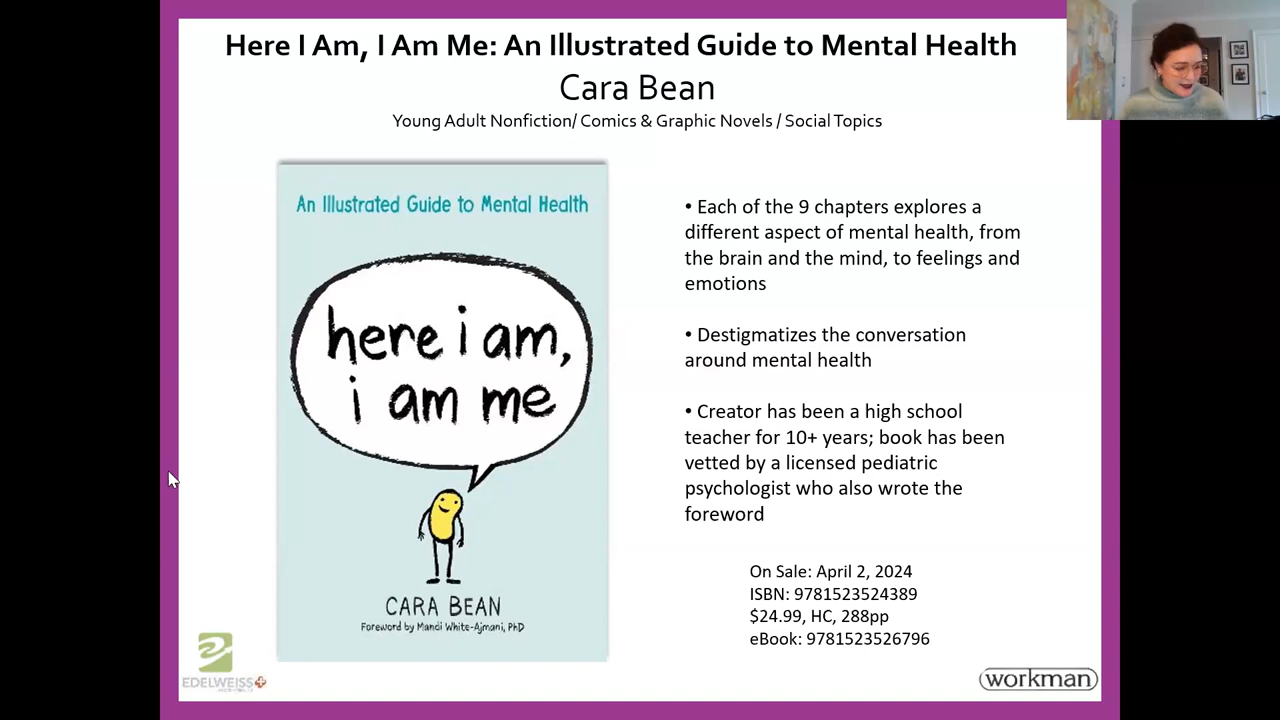 Here I Am, I Am Me: An Illustrated Guide to Mental Health
Cara Bean
Young Adult Nonfiction/ Comics & Graphic Novels / Social Topics
An Illustrated Guide to Mental Health
here i am,
i am me
CARA BEAN
Foreword by Mandi White-Ajmani, PhD
• Each of the 9 chapters explores a
different aspect of mental health, from
the brain and the mind, to feelings and
emotions
• Destigmatizes the conversation
around mental health
• Creator has been a high school
teacher for 10+ years; book has been
vetted by a licensed pediatric
psychologist who also wrote the
foreword
On Sale: April 2, 2024
ISBN: 9781523524389
$24.99, HC, 288pp
eBook: 9781523526796
EDELWEISS
workman